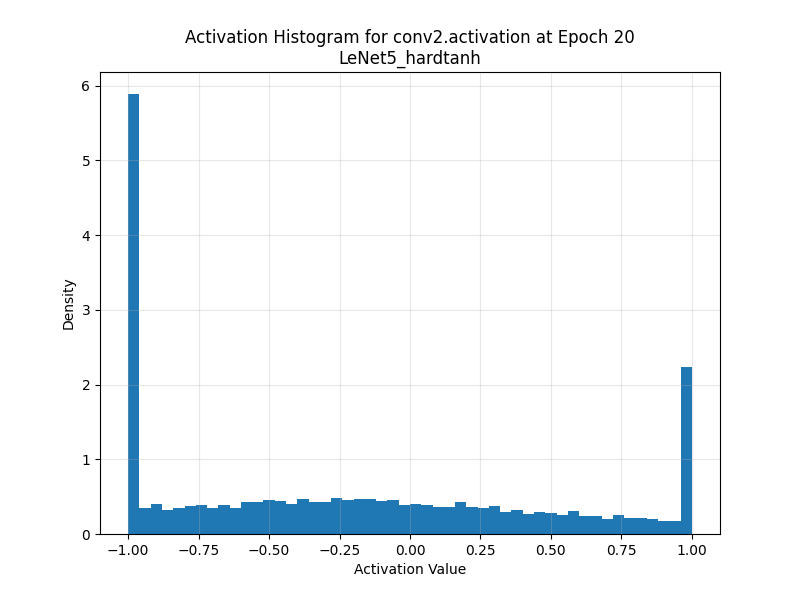 Activation Histogram for conv2.activation at Epoch 20
LeNet5_hardtanh
6
5
4
3
2
1
0
Density
−1.00 −0.75 −0.50 −0.25 0.00 0.25 0.50 0.75 1.00
Activation Value